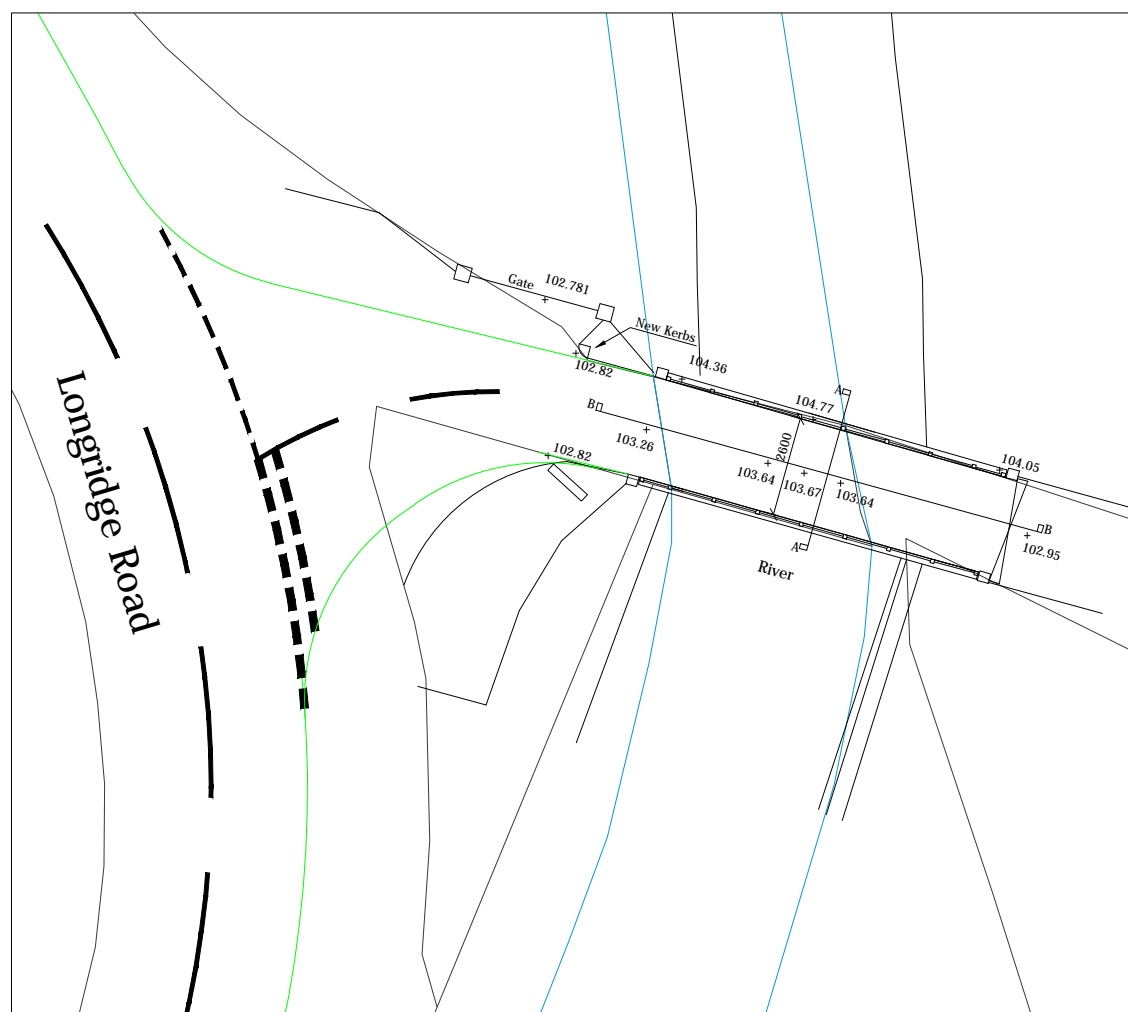 Gate
102.781
New Kerbs
102.82
104.36
A
104.77
B
103.26
2600
102.82
103.64
103.67
103.64
104.05
B
102.95
A
River
Longridge Road